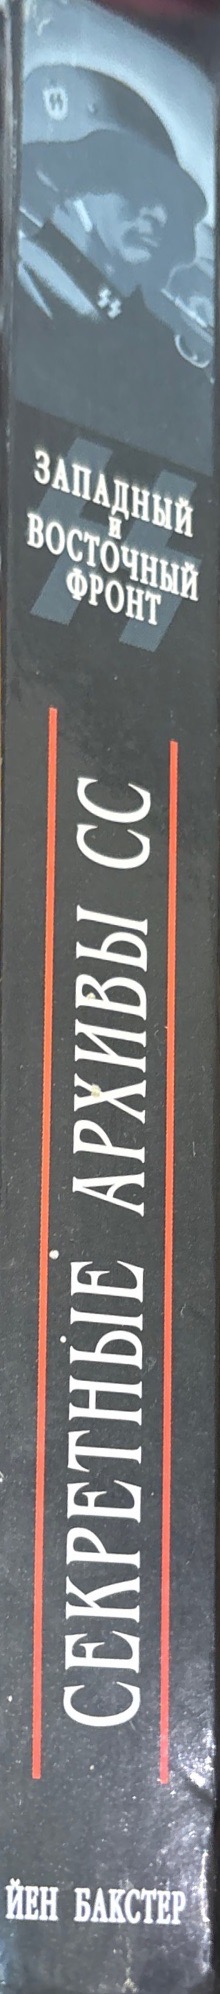 ЗАПАДНЫЙ
И
ВОСТОЧНЫЙ
ФРОНТ
СЕКРЕТНЫЕ АРХИВЫ СС
ЙЕН БАКСТЕР